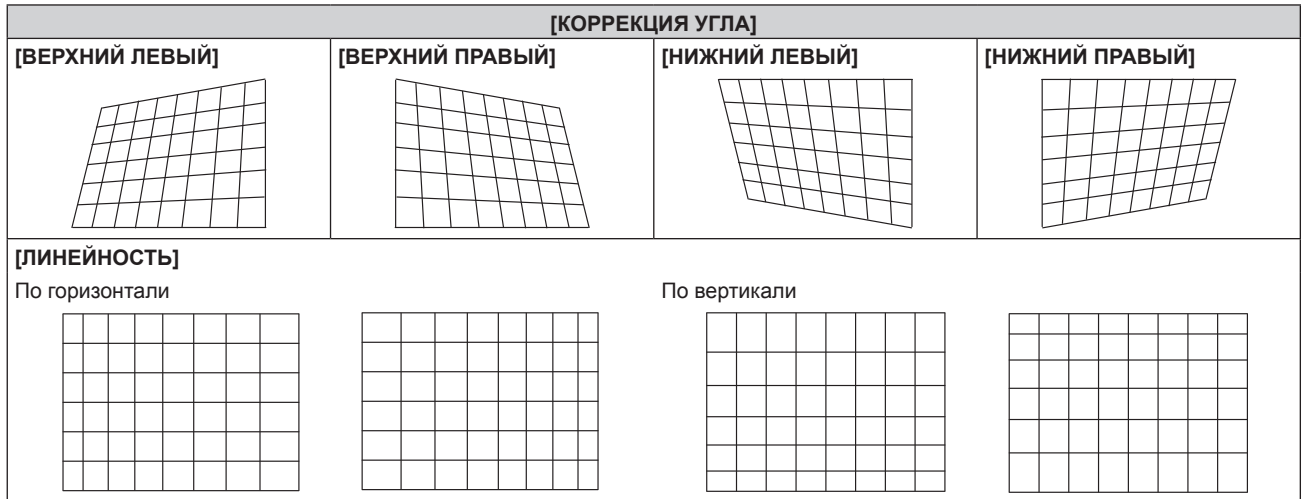 [КОРРЕКЦИЯ УГЛА]
[ВЕРХНИЙ ЛЕВЫЙ]
[ВЕРХНИЙ ПРАВЫЙ]
[НИЖНИЙ ЛЕВЫЙ]
[НИЖНИЙ ПРАВЫЙ]
[ЛИНЕЙНОСТЬ]
По горизонтали
По вертикали